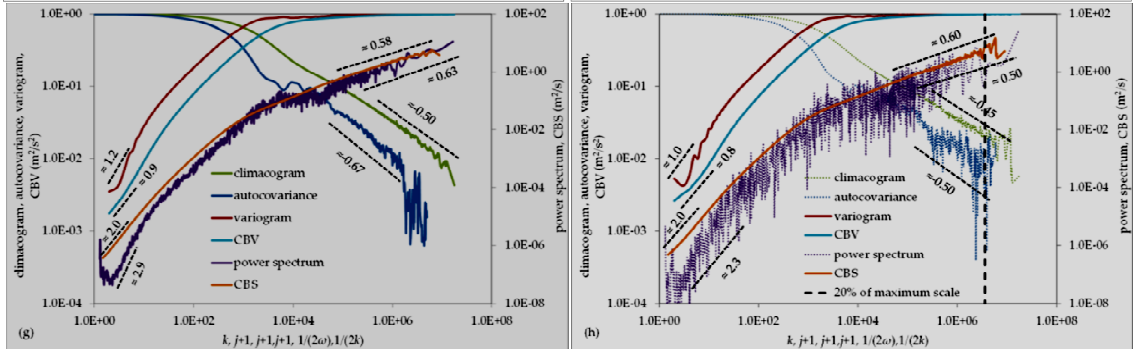 1.0E+00
1.0E-01
1.0E-02
1.0E-03
1.0E-04
1.0E+02
1.0E+00
1.0E-02
1.0E-04
1.0E-06
1.0E-08
1.0E+00
1.0E+02
1.0E+04
1.0E+06
1.0E+08
climacogram, autocovariance, variogram,
CBV (m²/s²)
power spectrum, CBS (m²/s)
≈ 0.58
≈ 0.63
≈-0.50
≈-0.67
≈ 1.2
≈ 0.9
≈ 2.0
≈ 2.9
climacogram
autocovariance
variogram
CBV
power spectrum
CBS
(g)
k, j+1, j+1,j+1, 1/(2ω),1/(2k)
1.0E+00
1.0E-01
1.0E-02
1.0E-03
1.0E-04
1.0E+02
1.0E+00
1.0E-02
1.0E-04
1.0E-06
1.0E-08
1.0E+00
1.0E+02
1.0E+04
1.0E+06
1.0E+08
climacogram, autocovariance, variogram,
CBV (m²/s²)
power spectrum, CBS (m²/s)
≈ 0.60
≈ 0.50
≈-0.45
≈-0.50
≈ 1.0
≈ 0.8
≈ 2.0
≈ 2.3
climacogram
autocovariance
variogram
CBV
power spectrum
CBS
20% of maximum scale
(h)
k, j+1, j+1,j+1, 1/(2ω),1/(2k)